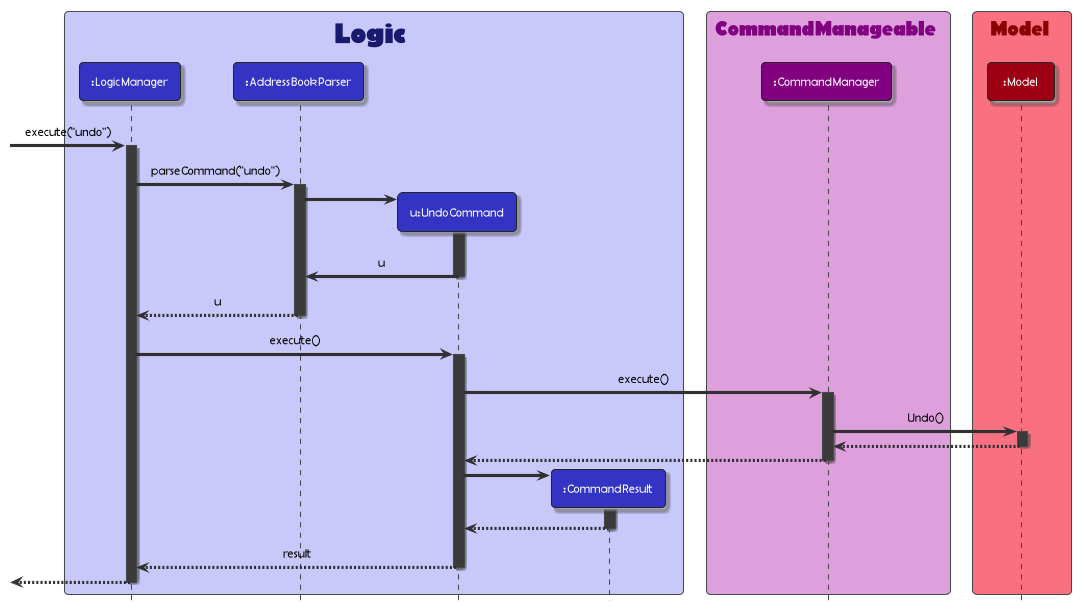 Logic
CommandManageable
Model
:LogicManager
:AddressBookParser
:CommandManager
:Model
execute("undo")
parseCommand("undo")
u:UndoCommand
u
u
execute()
execute()
Undo()
:CommandResult
result